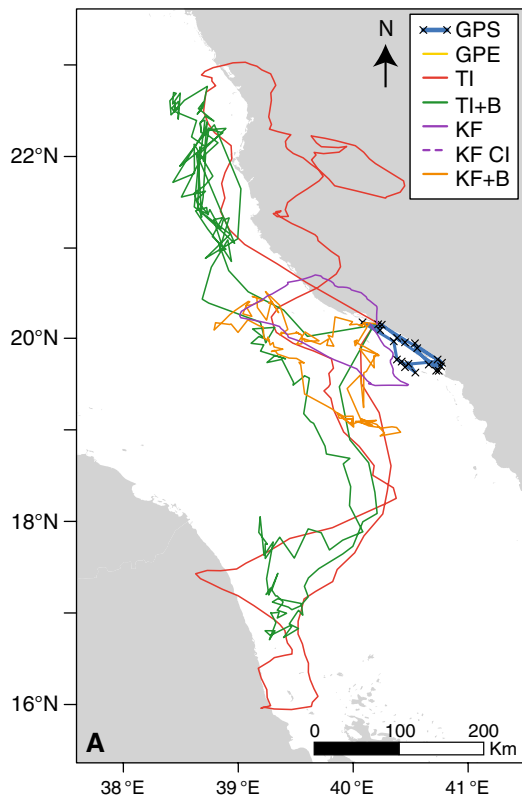 N
GPS
GPE
TI
TI+B
KF
KF CI
KF+B
22°N
20°N
18°N
16°N
A
0 100 200
Km
38°E 39°E 40°E 41°E